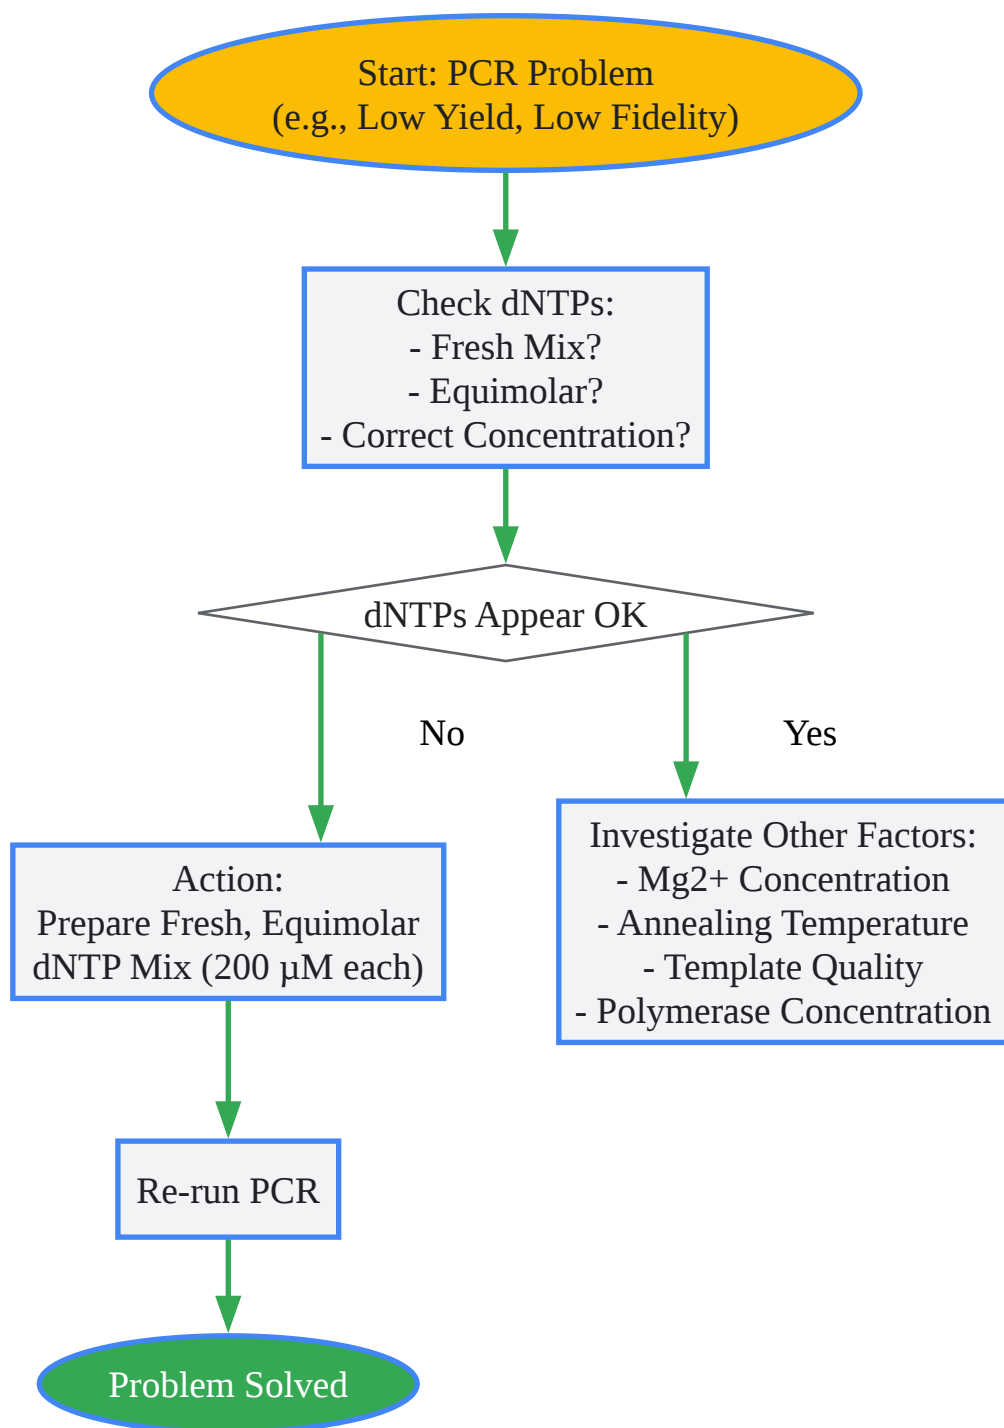 Start: PCR Problem
(e.g., Low Yield, Low Fidelity)
Check dNTPs:
- Fresh Mix?
- Equimolar?
- Correct Concentration?
dNTPs Appear OK
No
Yes
Action:
Prepare Fresh, Equimolar
dNTP Mix (200 µM each)
Investigate Other Factors:
- Mg2+ Concentration
- Annealing Temperature
- Template Quality
- Polymerase Concentration
Re-run PCR
Problem Solved